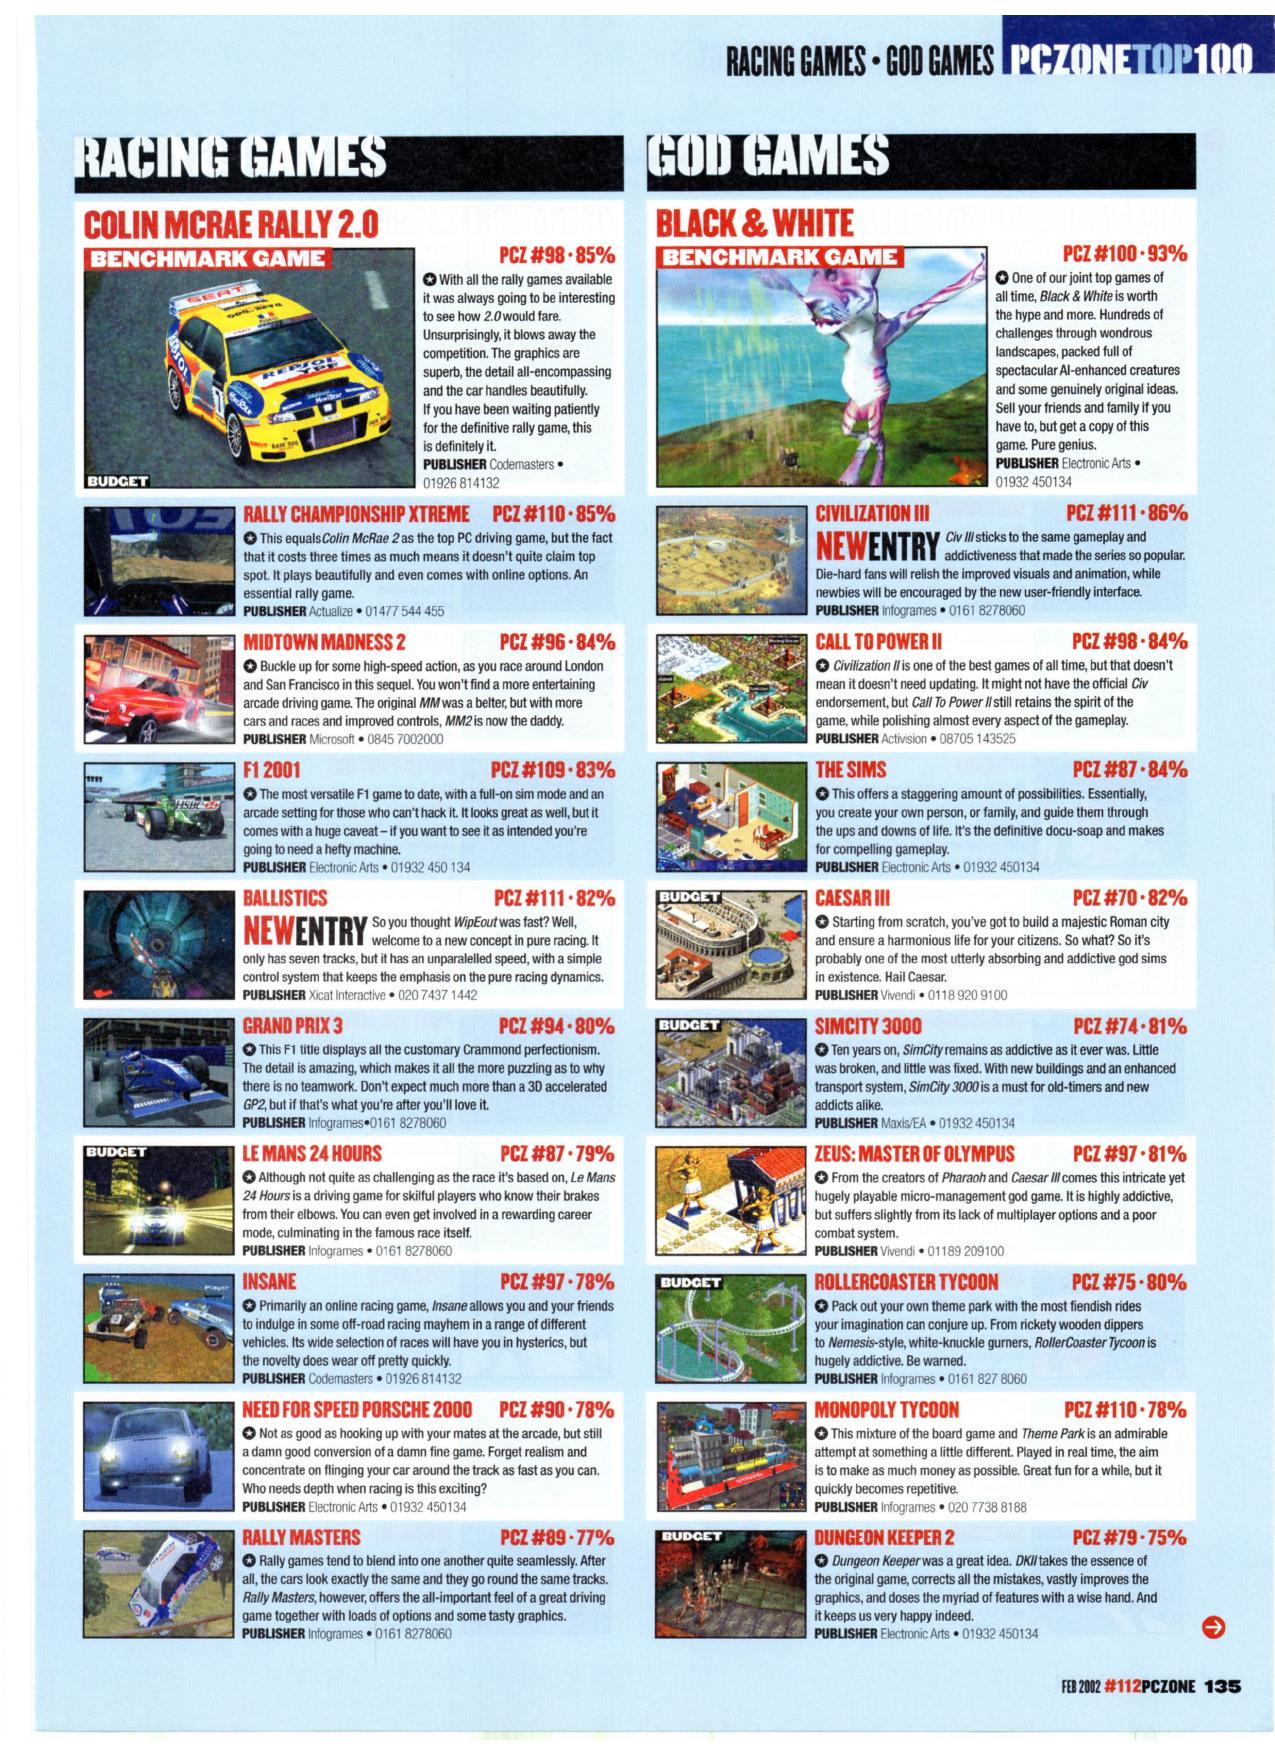 RACING GAMES • GOD GAMES PCZONETOP100
RACING GAMES
COLIN MCRAE RALLY 2.0
BENCHMARK GAME
PCZ #98 • 85%
With all the rally games available
it was always going to be interesting
to see how 2.0 would fare.
Unsurprisingly, it blows away the
competition. The graphics are
superb, the detail all-encompassing
and the car handles beautifully.
If you have been waiting patiently
for the definitive rally game, this
is definitely it.
PUBLISHER Codemasters •
01926 814132
SEAT
REPSOL
YPF
REPSOL
BUDGET
RALLY CHAMPIONSHIP XTREME PCZ #110 • 85%
This equals Colin McRae 2 as the top PC driving game, but the fact
that it costs three times as much means it doesn't quite claim top
spot. It plays beautifully and even comes with online options. An
essential rally game.
PUBLISHER Actualize • 01477 544 455
MIDTOWN MADNESS 2 PCZ #96 • 84%
Buckle up for some high-speed action, as you race around London
and San Francisco in this sequel. You won't find a more entertaining
arcade driving game. The original MM was a belter, but with more
cars and races and improved controls, MM2 is now the daddy.
PUBLISHER Microsoft • 0845 7002000
F1 2001 PCZ #109 • 83%
The most versatile F1 game to date, with a full-on sim mode and an
arcade setting for those who can't hack it. It looks great as well, but it
comes with a huge caveat – if you want to see it as intended you're
going to need a hefty machine.
PUBLISHER Electronic Arts • 01932 450 134
HSBC
BALLISTICS PCZ #111 • 82%
NEWENTRY So you thought WipEout was fast? Well,
welcome to a new concept in pure racing. It
only has seven tracks, but it has an unparalelled speed, with a simple
control system that keeps the emphasis on the pure racing dynamics.
PUBLISHER Xicat Interactive • 020 7437 1442
GRAND PRIX 3 PCZ #94 • 80%
This F1 title displays all the customary Crammond perfectionism.
The detail is amazing, which makes it all the more puzzling as to why
there is no teamwork. Don't expect much more than a 3D accelerated
GP2, but if that's what you're after you'll love it.
PUBLISHER Infogrames•0161 8278060
BUDGET
LE MANS 24 HOURS PCZ #87 • 79%
Although not quite as challenging as the race it's based on, Le Mans
24 Hours is a driving game for skilful players who know their brakes
from their elbows. You can even get involved in a rewarding career
mode, culminating in the famous race itself.
PUBLISHER Infogrames • 0161 8278060
INSANE PCZ #97 • 78%
Primarily an online racing game, Insane allows you and your friends
to indulge in some off-road racing mayhem in a range of different
vehicles. Its wide selection of races will have you in hysterics, but
the novelty does wear off pretty quickly.
PUBLISHER Codemasters • 01926 814132
Player
NEED FOR SPEED PORSCHE 2000 PCZ #90 • 78%
Not as good as hooking up with your mates at the arcade, but still
a damn good conversion of a damn fine game. Forget realism and
concentrate on flinging your car around the track as fast as you can.
Who needs depth when racing is this exciting?
PUBLISHER Electronic Arts • 01932 450134
RALLY MASTERS PCZ #89 • 77%
Rally games tend to blend into one another quite seamlessly. After
all, the cars look exactly the same and they go round the same tracks.
Rally Masters, however, offers the all-important feel of a great driving
game together with loads of options and some tasty graphics.
PUBLISHER Infogrames • 0161 8278060
GOD GAMES
BLACK & WHITE
BENCHMARK GAME
PCZ #100 • 93%
One of our joint top games of
all time, Black & White is worth
the hype and more. Hundreds of
challenges through wondrous
landscapes, packed full of
spectacular AI-enhanced creatures
and some genuinely original ideas.
Sell your friends and family if you
have to, but get a copy of this
game. Pure genius.
PUBLISHER Electronic Arts •
01932 450134
CIVILIZATION III PCZ #111 • 86%
NEWENTRY Civ III sticks to the same gameplay and
addictiveness that made the series so popular.
Die-hard fans will relish the improved visuals and animation, while
newbies will be encouraged by the new user-friendly interface.
PUBLISHER Infogrames • 0161 8278060
CALL TO POWER II PCZ #98 • 84%
Civilization II is one of the best games of all time, but that doesn't
mean it doesn't need updating. It might not have the official Civ
endorsement, but Call To Power II still retains the spirit of the
game, while polishing almost every aspect of the gameplay.
PUBLISHER Activision • 08705 143525
THE SIMS PCZ #87 • 84%
This offers a staggering amount of possibilities. Essentially,
you create your own person, or family, and guide them through
the ups and downs of life. It's the definitive docu-soap and makes
for compelling gameplay.
PUBLISHER Electronic Arts • 01932 450134
BUDGET
CAESAR III PCZ #70 • 82%
Starting from scratch, you've got to build a majestic Roman city
and ensure a harmonious life for your citizens. So what? So it's
probably one of the most utterly absorbing and addictive god sims
in existence. Hail Caesar.
PUBLISHER Vivendi • 0118 920 9100
BUDGET
SIMCITY 3000 PCZ #74 • 81%
Ten years on, SimCity remains as addictive as it ever was. Little
was broken, and little was fixed. With new buildings and an enhanced
transport system, SimCity 3000 is a must for old-timers and new
addicts alike.
PUBLISHER Maxis/EA • 01932 450134
ZEUS: MASTER OF OLYMPUS PCZ #97 • 81%
From the creators of Pharaoh and Caesar III comes this intricate yet
hugely playable micro-management god game. It is highly addictive,
but suffers slightly from its lack of multiplayer options and a poor
combat system.
PUBLISHER Vivendi • 01189 209100
BUDGET
ROLLERCOASTER TYCOON PCZ #75 • 80%
Pack out your own theme park with the most fiendish rides
your imagination can conjure up. From rickety wooden dippers
to Nemesis-style, white-knuckle gurners, RollerCoaster Tycoon is
hugely addictive. Be warned.
PUBLISHER Infogrames • 0161 827 8060
MONOPOLY TYCOON PCZ #110 • 78%
This mixture of the board game and Theme Park is an admirable
attempt at something a little different. Played in real time, the aim
is to make as much money as possible. Great fun for a while, but it
quickly becomes repetitive.
PUBLISHER Infogrames • 020 7738 8188
BUDGET
DUNGEON KEEPER 2 PCZ #79 • 75%
Dungeon Keeper was a great idea. DKII takes the essence of
the original game, corrects all the mistakes, vastly improves the
graphics, and doses the myriad of features with a wise hand. And
it keeps us very happy indeed.
PUBLISHER Electronic Arts • 01932 450134
FEB 2002 #112PCZONE 135